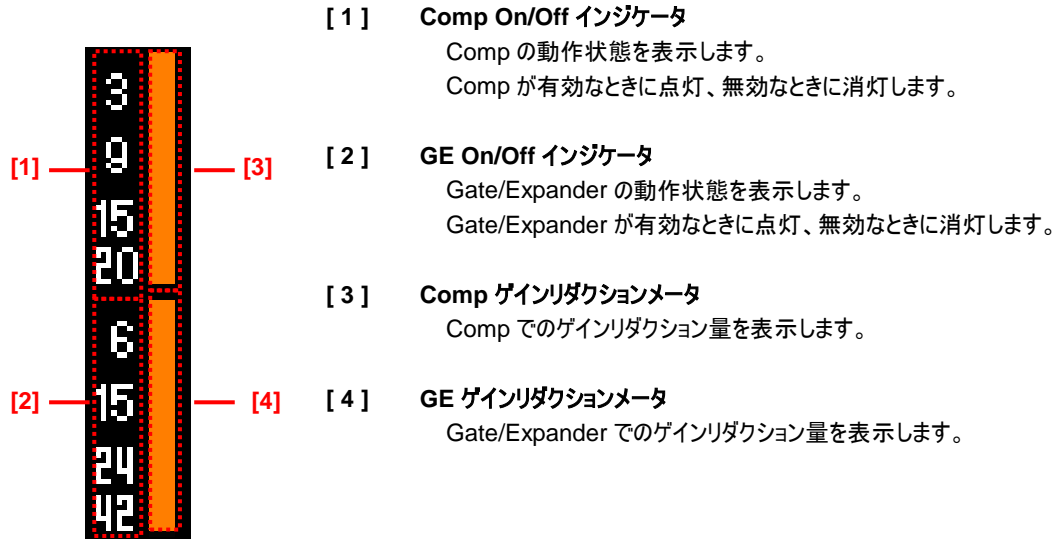 3
9
15
20
6
15
24
42
[1]
[2]
[3]
[4]
[ 1 ] Comp On/Off インジケータ
Comp の動作状態を表示します。
Comp が有効なときに点灯、無効なときに消灯します。
[ 2 ] GE On/Off インジケータ
Gate/Expander の動作状態を表示します。
Gate/Expander が有効なときに点灯、無効なときに消灯します。
[ 3 ] Comp ゲインリダクションメータ
Comp でのゲインリダクション量を表示します。
[ 4 ] GE ゲインリダクションメータ
Gate/Expander でのゲインリダクション量を表示します。